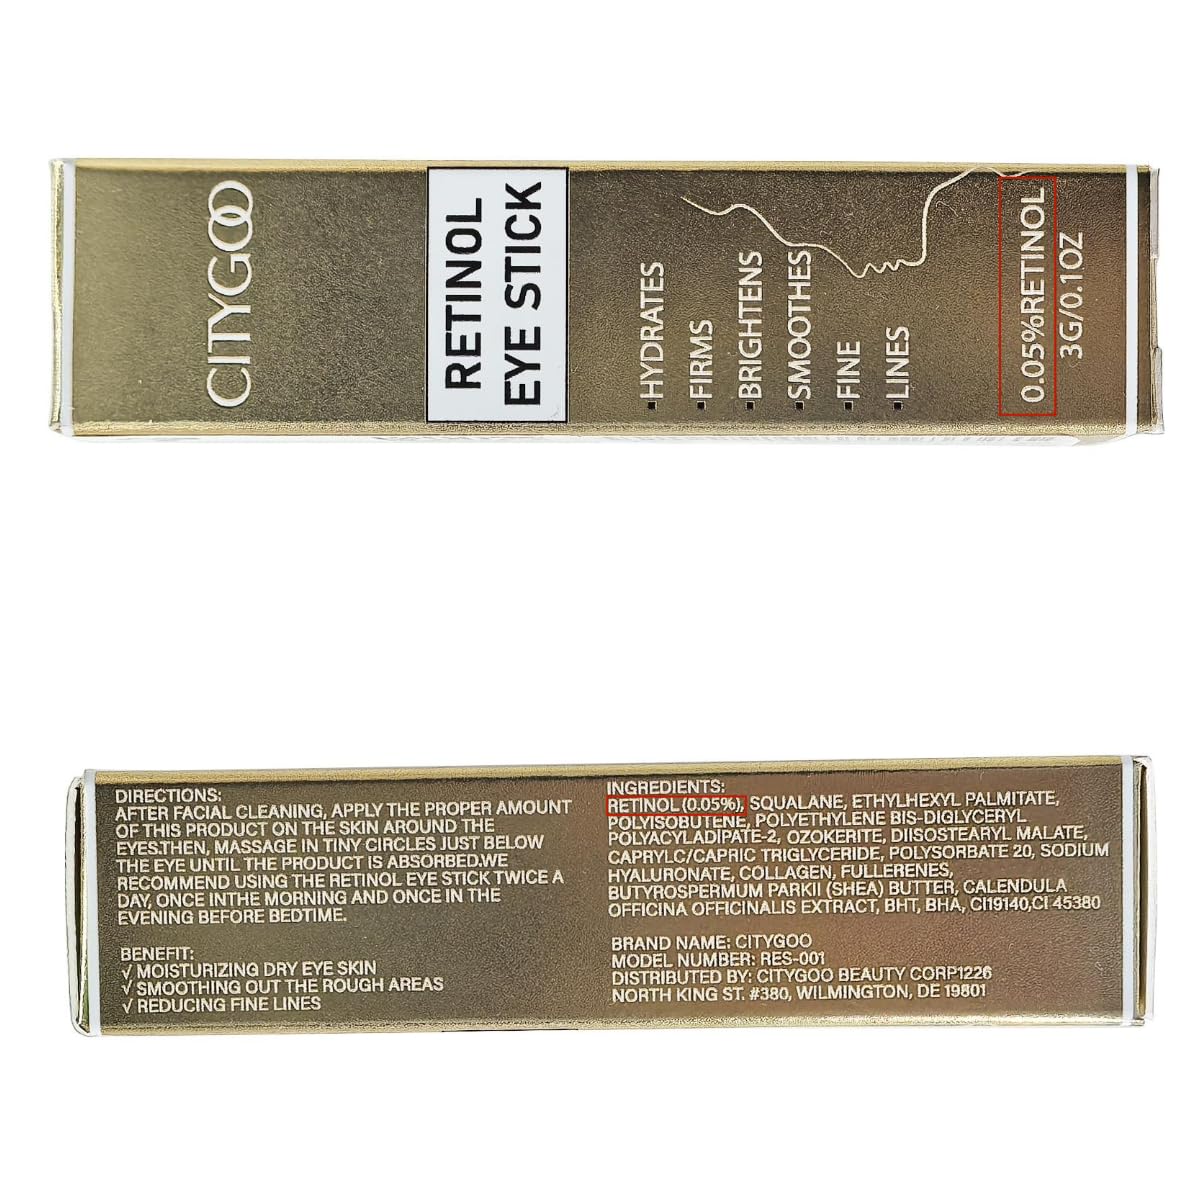 CITYGOO
RETINOL
EYE STICK
HYDRATES
FIRMS
BRIGHTENS
SMOOTHES
FINE
LINES
0.05%RETINOL
3G/0.1OZ
DIRECTIONS:
AFTER FACIAL CLEANING, APPLY THE PROPER AMOUNT
OF THIS PRODUCT ON THE SKIN AROUND THE
EYES.THEN, MASSAGE IN TINY CIRCLES JUST BELOW
THE EYE UNTIL THE PRODUCT IS ABSORBED.WE
RECOMMEND USING THE RETINOL EYE STICK TWICE A
DAY, ONCE INTHE MORNING AND ONCE IN THE
EVENING BEFORE BEDTIME.
BENEFIT:
√ MOISTURIZING DRY EYE SKIN
√ SMOOTHING OUT THE ROUGH AREAS
√ REDUCING FINE LINES
INGREDIENTS:
RETINOL (0.05%), SQUALANE, ETHYLHEXYL PALMITATE,
POLYISOBUTENE, POLYETHYLENE BIS-DIGLYCERYL
POLYACYLADIPATE-2, OZOKERITE, DIISOSTEARYL MALATE,
CAPRYLC/CAPRIC TRIGLYCERIDE, POLYSORBATE 20, SODIUM
HYALURONATE, COLLAGEN, FULLERENES,
BUTYROSPERMUM PARKII (SHEA) BUTTER, CALENDULA
OFFICINA OFFICINALIS EXTRACT, BHT, BHA, CI19140,CI 45380
BRAND NAME: CITYGOO
MODEL NUMBER: RES-001
DISTRIBUTED BY: CITYGOO BEAUTY CORP1226
NORTH KING ST. #380, WILMINGTON, DE 19801